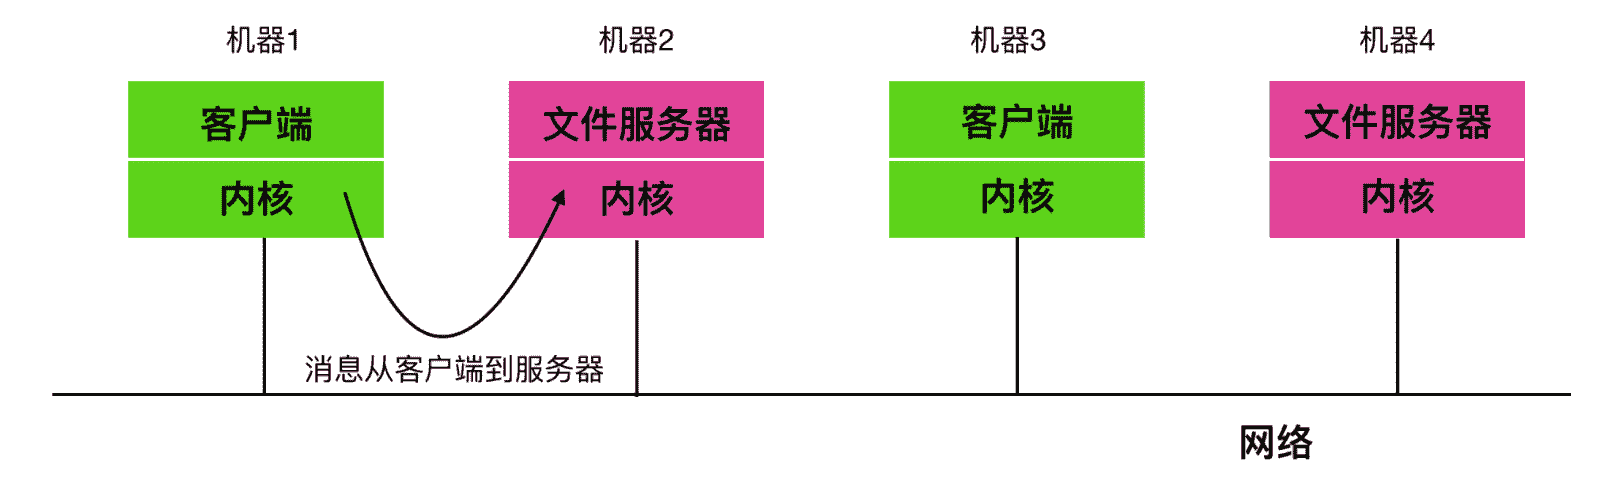 机器1 机器2 机器3 机器4
客户端 文件服务器 客户端 文件服务器
内核 内核 内核 内核
消息从客户端到服务器
网络